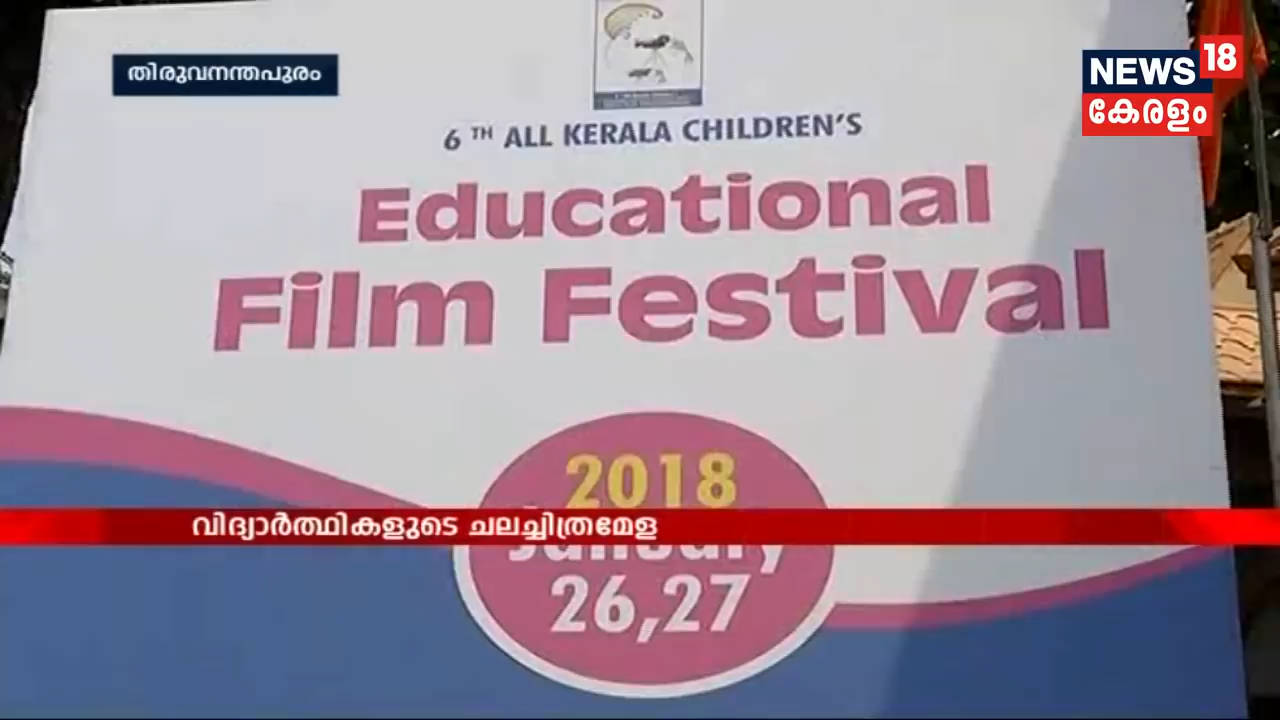 തിരുവനന്തപുരം
NEWS 18
കേരളം
6 TH ALL KERALA CHILDREN'S
Educational
Film Festival
2018
വിദ്യാർത്ഥികളുടെ ചലച്ചിത്രമേള
January
26,27